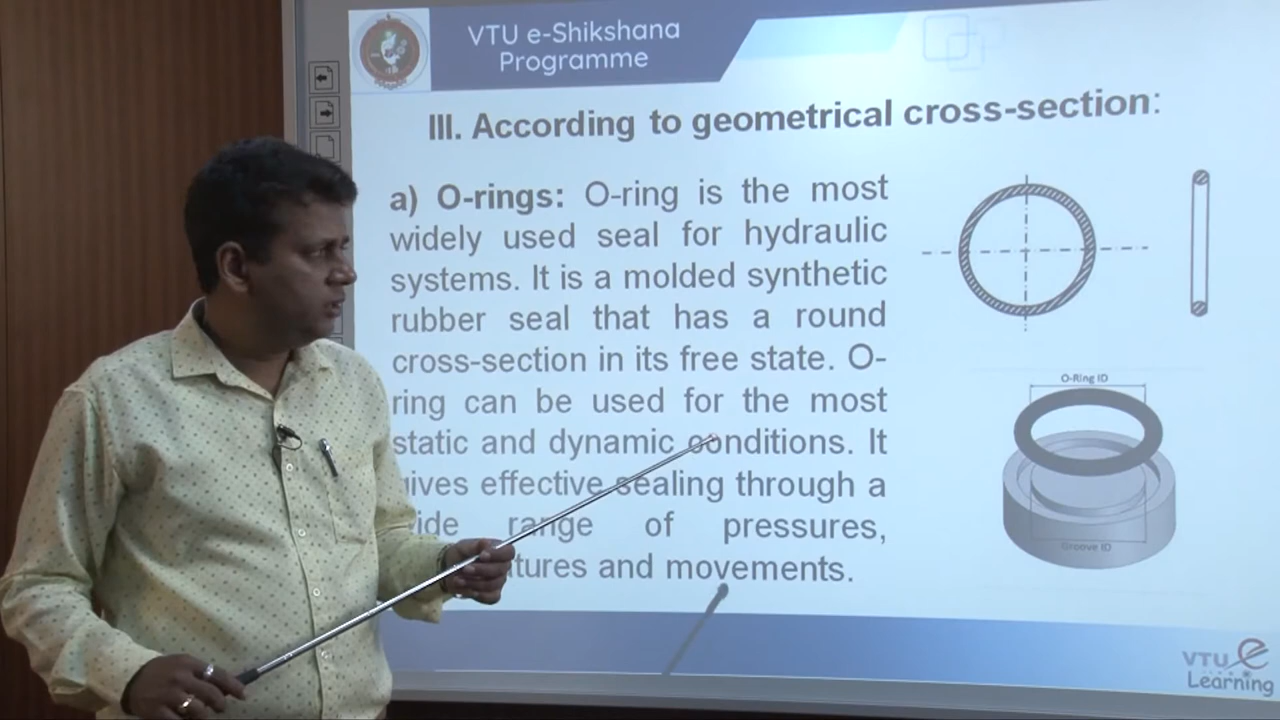 VTU e-Shikshana
Programme
III. According to geometrical cross-section:
a) O-rings: O-ring is the most
widely used seal for hydraulic
systems. It is a molded synthetic
rubber seal that has a round
cross-section in its free state. O-
ring can be used for the most
static and dynamic conditions. It
effective sealing through a
range of pressures,
and movements.
O-Ring ID
Groove ID
VTU e
Learning